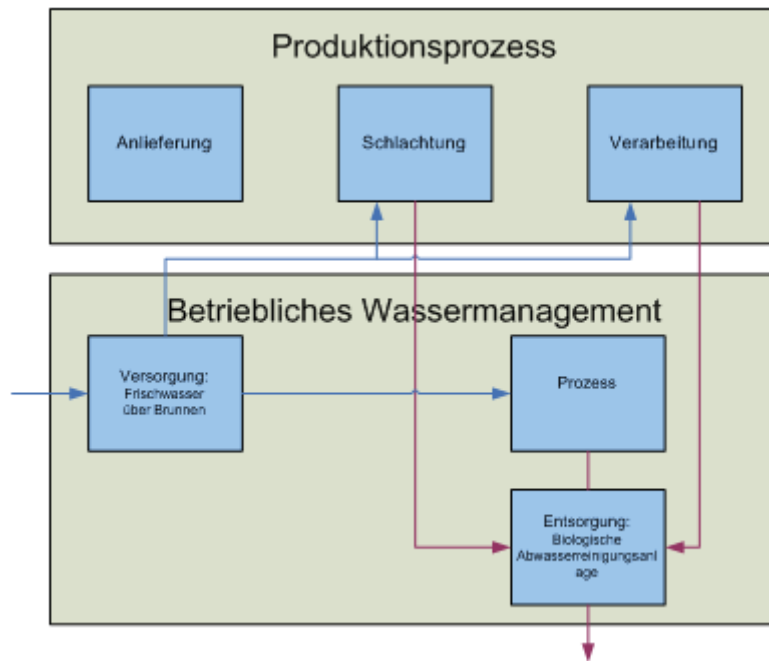 Produktionsprozess
Anlieferung
Schlachtung
Verarbeitung
Betriebliches Wassermanagement
Versorgung:
Frischwasser
über Brunnen
Prozess
Entsorgung:
Biologische
Abwasserreinigungsanl
age